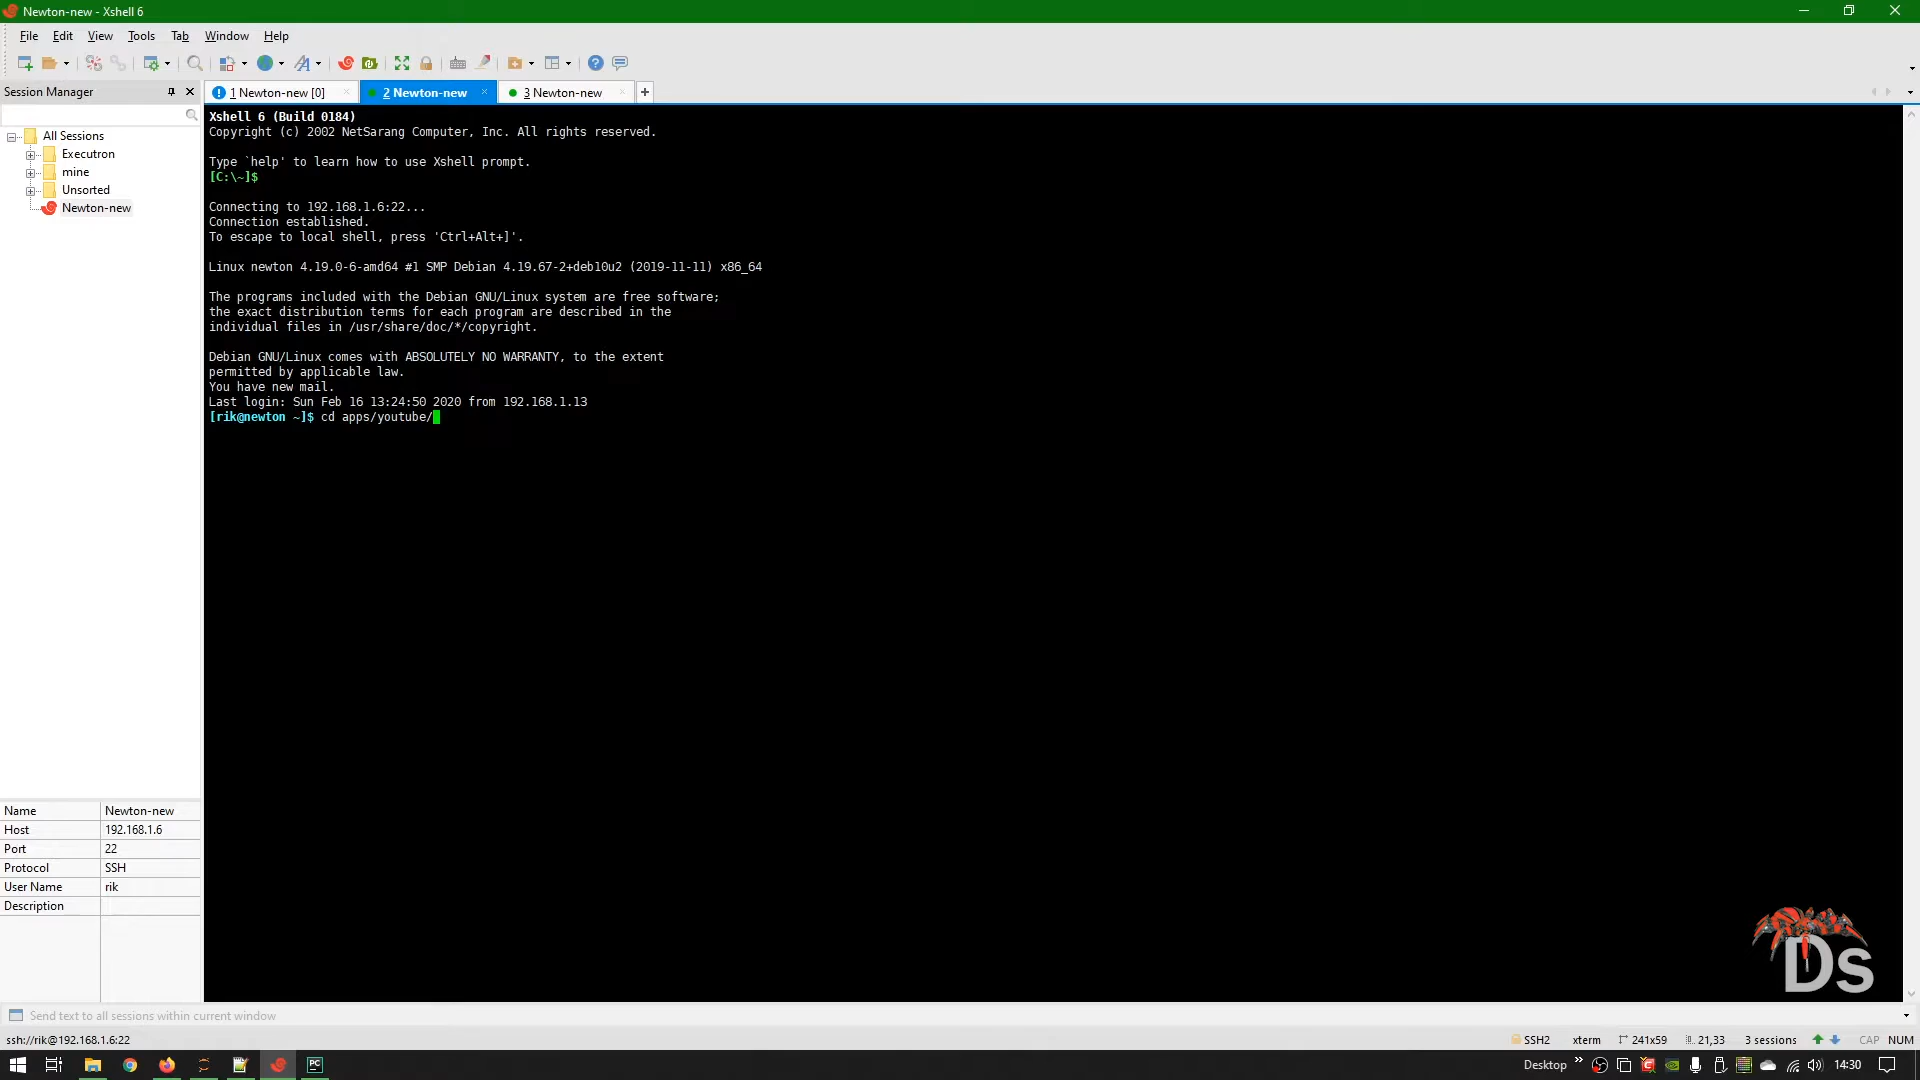 Newton-new - Xshell 6
File Edit View Tools Tab Window Help
Session Manager
1 Newton-new [0]
2 Newton-new
3 Newton-new
All Sessions
Executron
mine
Unsorted
Newton-new
Xshell 6 (Build 0184)
Copyright (c) 2002 NetSarang Computer, Inc. All rights reserved.
Type `help' to learn how to use Xshell prompt.
[C:\~]$
Connecting to 192.168.1.6:22...
Connection established.
To escape to local shell, press 'Ctrl+Alt+]'.
Linux newton 4.19.0-6-amd64 #1 SMP Debian 4.19.67-2+deb10u2 (2019-11-11) x86_64
The programs included with the Debian GNU/Linux system are free software;
the exact distribution terms for each program are described in the
individual files in /usr/share/doc/*/copyright.
Debian GNU/Linux comes with ABSOLUTELY NO WARRANTY, to the extent
permitted by applicable law.
You have new mail.
Last login: Sun Feb 16 13:24:50 2020 from 192.168.1.13
[rik@newton ~]$ cd apps/youtube/
Name Newton-new
Host 192.168.1.6
Port 22
Protocol SSH
User Name rik
Description
Ds
Send text to all sessions within current window
ssh://rik@192.168.1.6:22
SSH2 xterm 241x59 21,33 3 sessions CAP NUM
PC
Desktop 14:30